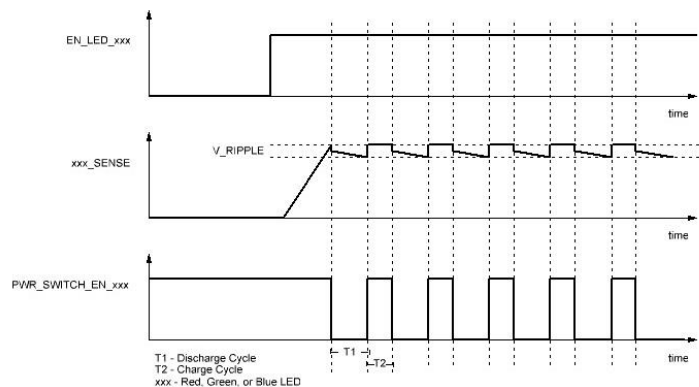 EN_LED_xxx
time
V_RIPPLE
xxx_SENSE
time
PWR_SWITCH_EN_xxx
time
T1
T2
T1 - Discharge Cycle
T2 - Charge Cycle
xxx - Red, Green, or Blue LED